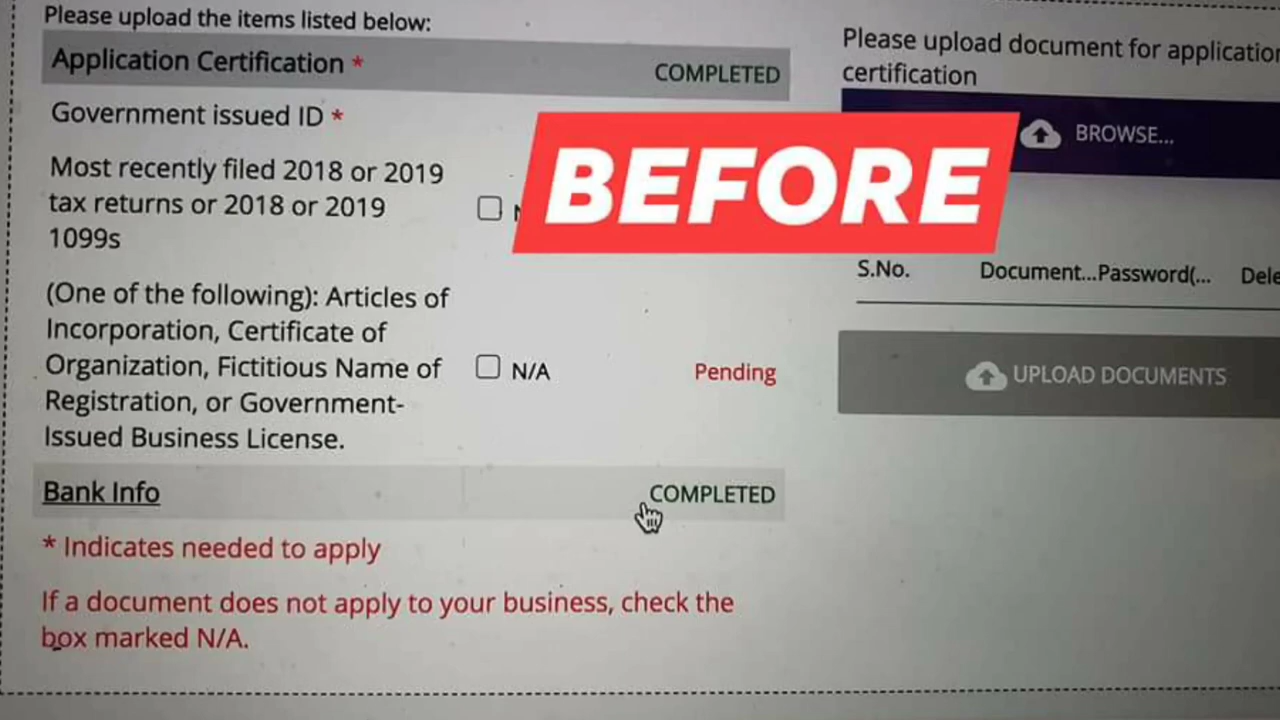 Please upload the items listed below:
Application Certification * COMPLETED
Government issued ID *
Most recently filed 2018 or 2019
tax returns or 2018 or 2019
1099s
(One of the following): Articles of
Incorporation, Certificate of
Organization, Fictitious Name of
Registration, or Government-
Issued Business License.
N/A
Pending
Bank Info COMPLETED
* Indicates needed to apply
If a document does not apply to your business, check the
box marked N/A.
BEFORE
Please upload document for application
certification
BROWSE...
S.No. Document...Password(... Dele
UPLOAD DOCUMENTS